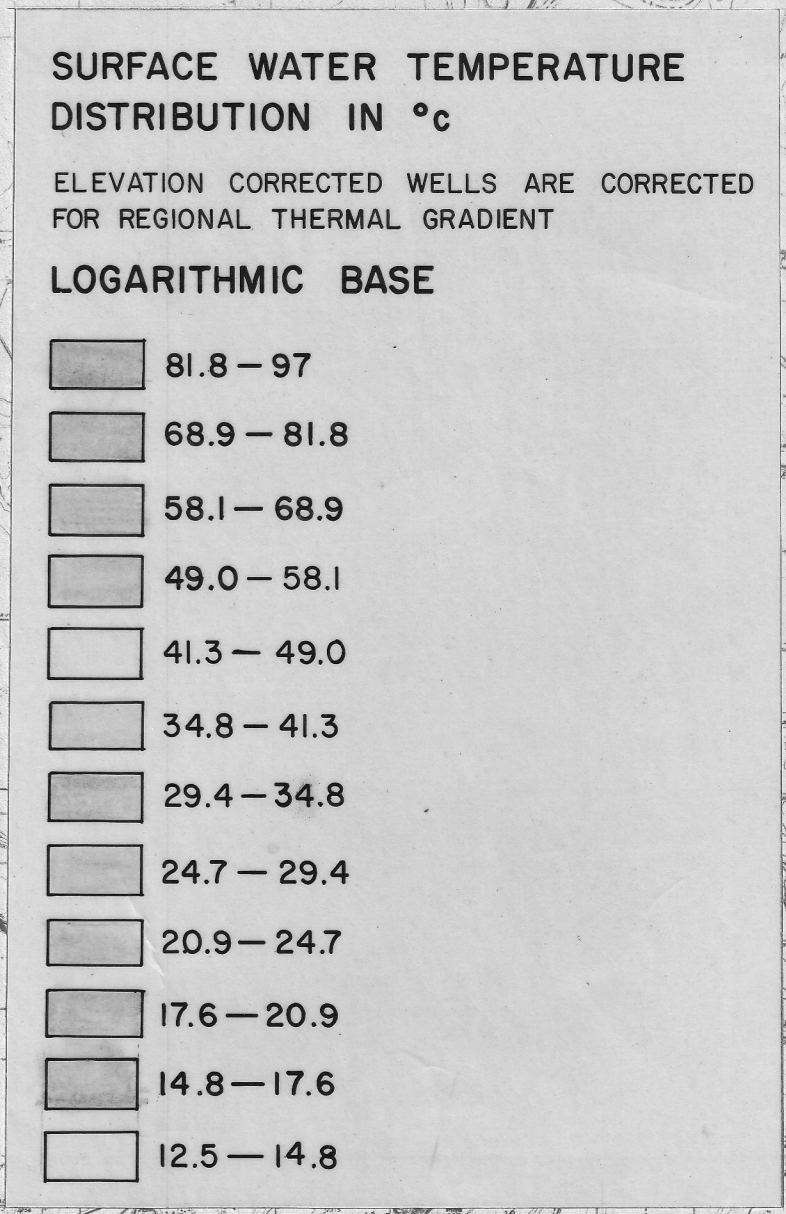 SURFACE WATER TEMPERATURE
DISTRIBUTION IN °C
ELEVATION CORRECTED WELLS ARE CORRECTED
FOR REGIONAL THERMAL GRADIENT
LOGARITHMIC BASE
81.8 — 97
68.9 — 81.8
58.1 — 68.9
49.0 — 58.1
41.3 — 49.0
34.8 — 41.3
29.4 — 34.8
24.7 — 29.4
20.9 — 24.7
17.6 — 20.9
14.8 — 17.6
12.5 — 14.8